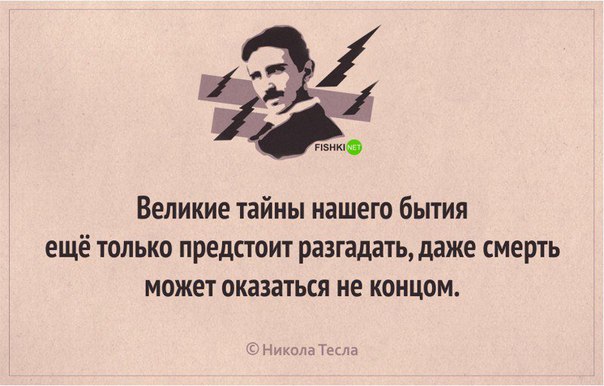 FISHKI NET
Великие тайны нашего бытия
ещё только предстоит разгадать, даже смерть
может оказаться не концом.
© Никола Тесла